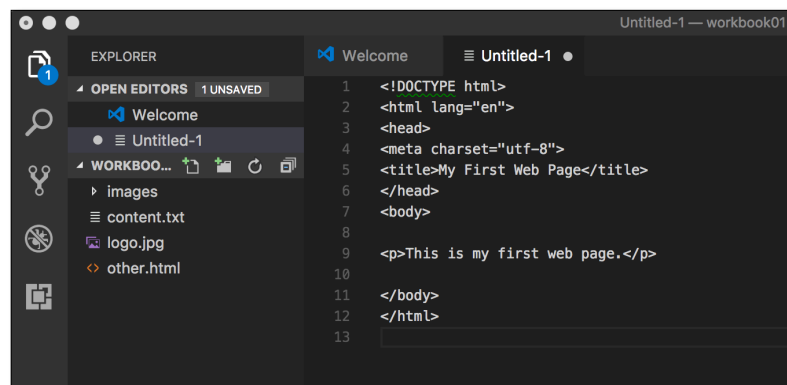 Untitled-1 — workbook01
1
EXPLORER
OPEN EDITORS 1 UNSAVED
Welcome
Untitled-1
WORKBOO...
images
content.txt
logo.jpg
other.html
Welcome Untitled-1
1 <!DOCTYPE html>
2 <html lang="en">
3 <head>
4 <meta charset="utf-8">
5 <title>My First Web Page</title>
6 </head>
7 <body>
8
9 <p>This is my first web page.</p>
10
11 </body>
12 </html>
13